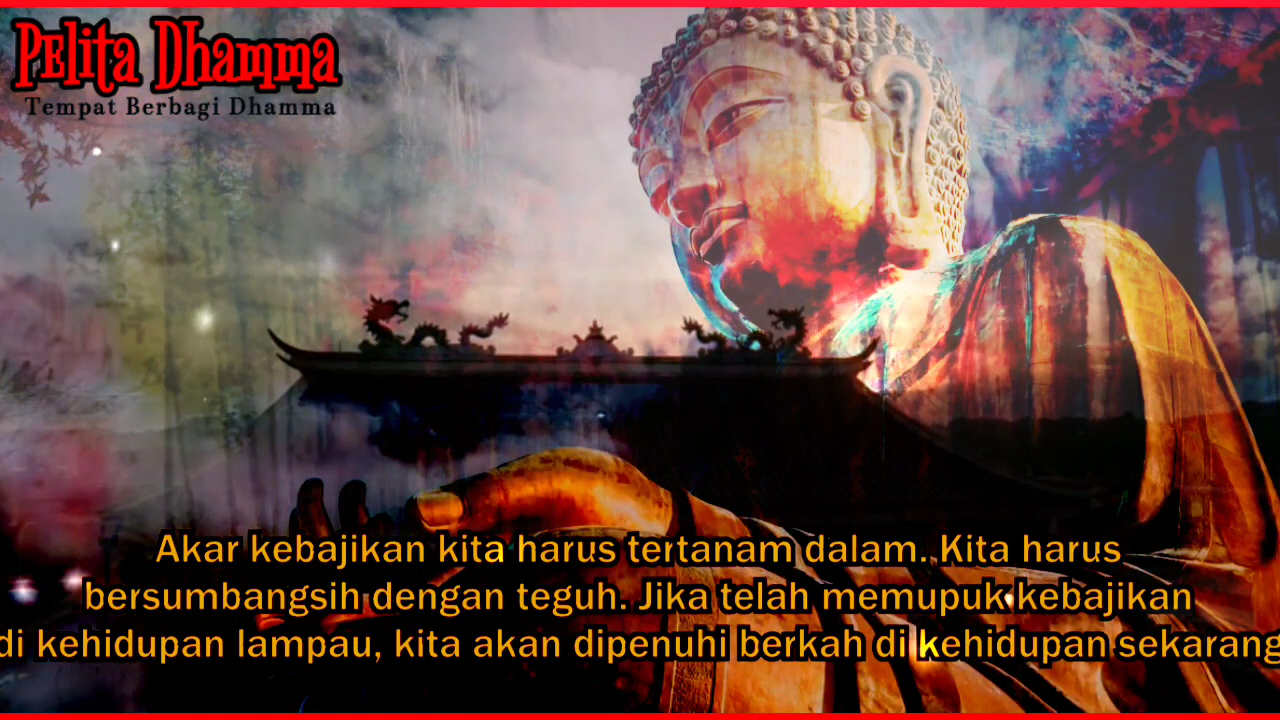 Pelita Dhamma
Tempat Berbagi Dhamma
Akar kebajikan kita harus tertanam dalam. Kita harus
bersumbangsih dengan teguh. Jika telah memupuk kebajikan
di kehidupan lampau, kita akan dipenuhi berkah di kehidupan sekarang